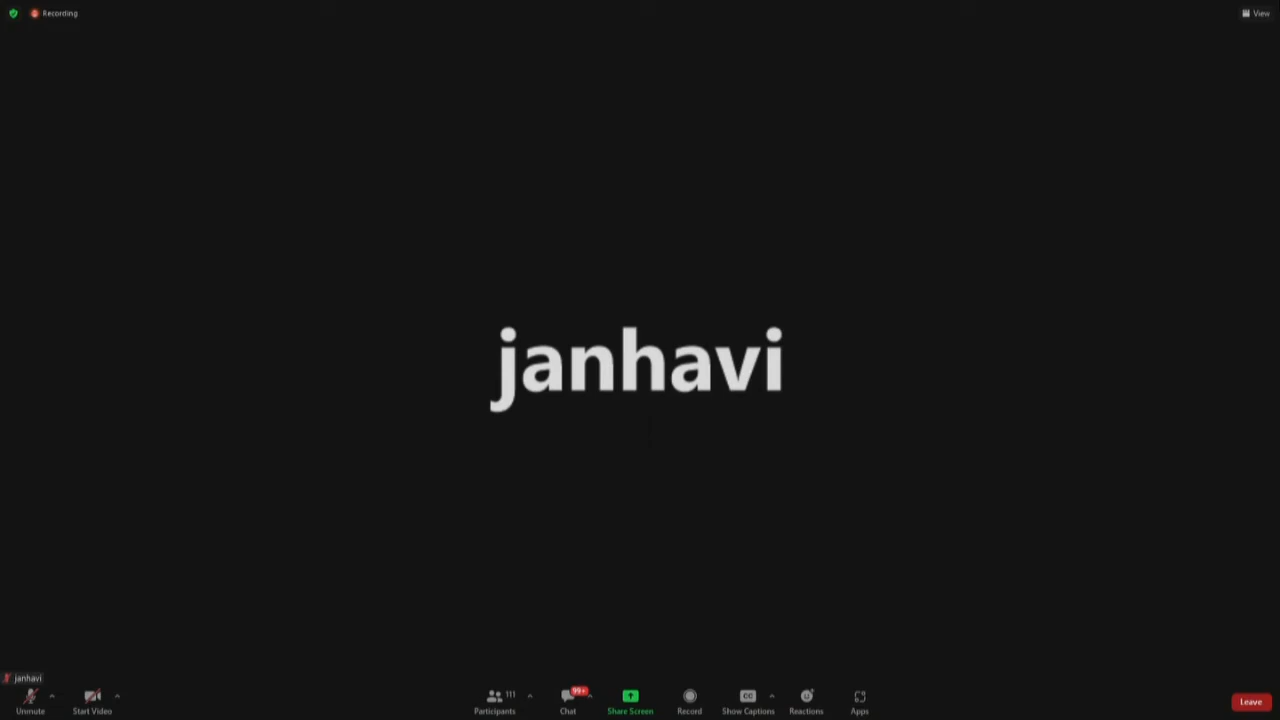 Recording
View
janhavi
janhavi
Unmute
Start Video
Participants
111
Chat
99+
Share Screen
Record
CC
Show Captions
Reactions
Apps
Leave